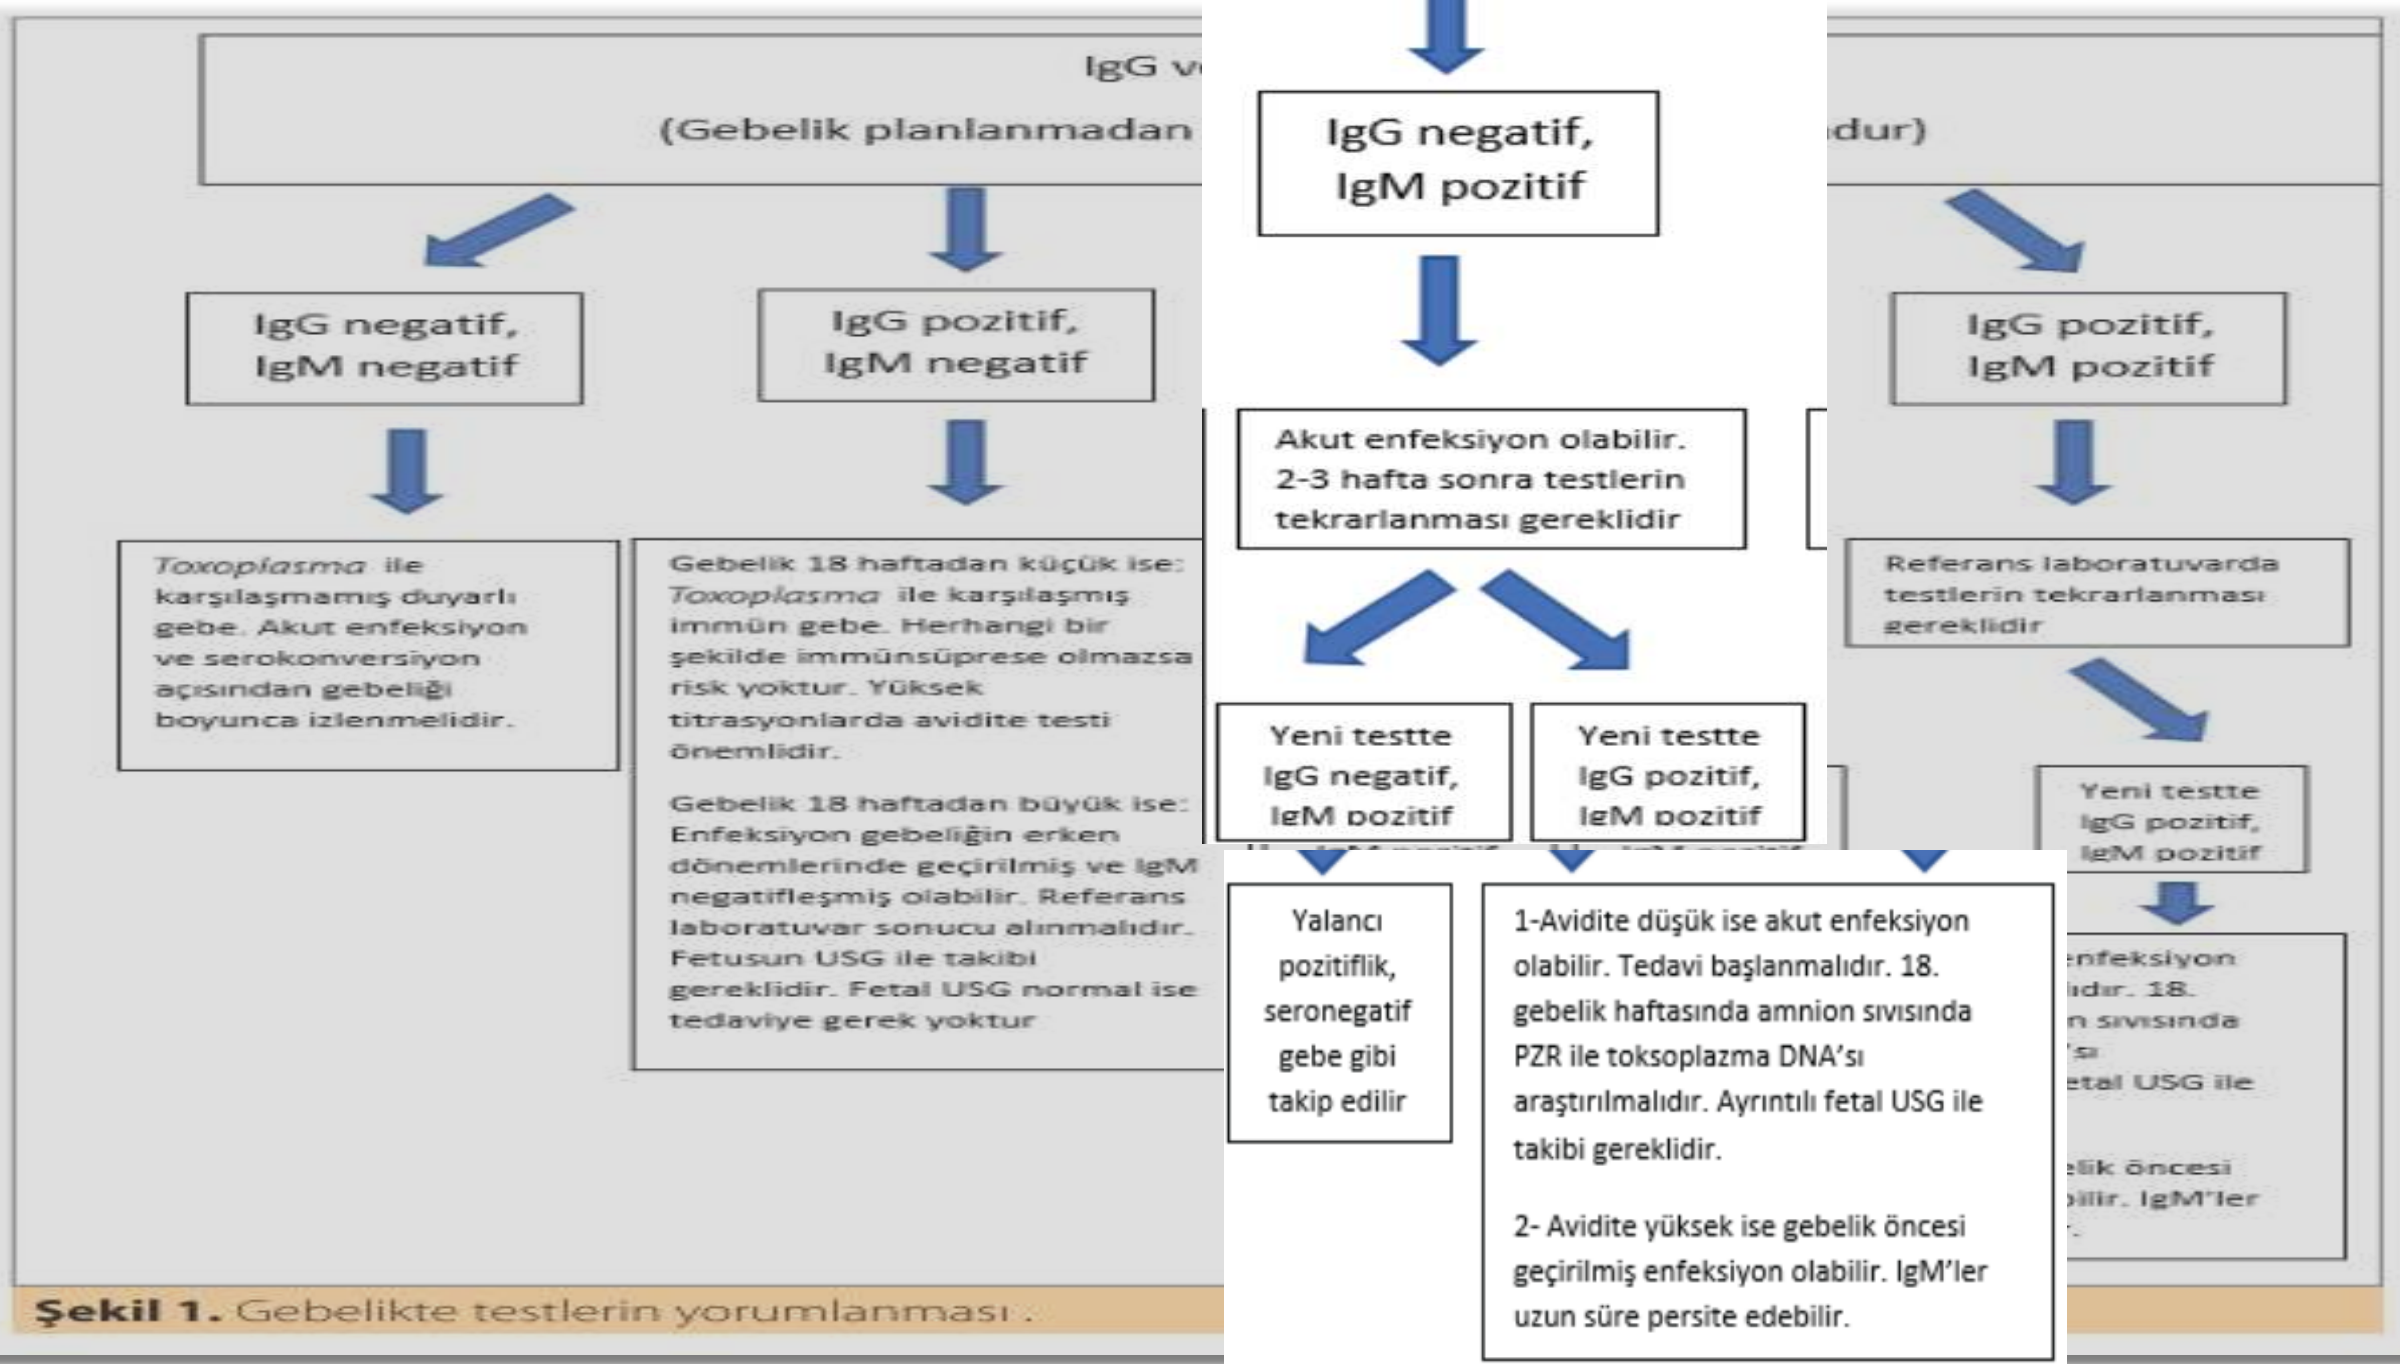 IgG
(Gebelik planlanmadan
IgG negatif,
IgM negatif
Toxoplasma ile
karşılaşmamış duyarlı
gebe. Akut enfeksiyon
ve serokonversiyon
açısından gebeliği
boyunca izlenmelidir.
IgG pozitif,
IgM negatif
Gebelik 18 haftadan küçük ise:
Toxoplasma ile karşılaşmış
immün gebe. Herhangi bir
şekilde immünsüprese olmazsa
risk yoktur. Yüksek
titrasyonlarda avidite testi
önemlidir.
Gebelik 18 haftadan büyük ise:
Enfeksiyon gebeliğin erken
dönemlerinde geçirilmiş ve IgM
negatifleşmiş olabilir. Referans
laboratuvar sonucu alınmalıdır.
Fetusun USG ile takibi
gereklidir. Fetal USG normal ise
tedaviye gerek yoktur
IgG negatif,
IgM pozitif
Akut enfeksiyon olabilir.
2-3 hafta sonra testlerin
tekrarlanması gereklidir
Yeni testte
IgG negatif,
IgM pozitif
Yeni testte
IgG pozitif,
IgM pozitif
Yalancı
pozitiflik,
seronegatif
gebe gibi
takip edilir
1-Avidite düşük ise akut enfeksiyon
olabilir. Tedavi başlanmalıdır. 18.
gebelik haftasında amnion sıvısında
PZR ile toksoplazma DNA’sı
araştırılmalıdır. Ayrıntılı fetal USG ile
takibi gereklidir.
2- Avidite yüksek ise gebelik öncesi
geçirilmiş enfeksiyon olabilir. IgM’ler
uzun süre persite edebilir.
IgG pozitif,
IgM pozitif
Referans laboratuvarda
testlerin tekrarlanması
gereklidir
Yeni testte
IgG pozitif,
IgM pozitif
18.
sıvısında
USG ile
öncesi
IgM’ler
Şekil 1. Gebelikte testlerin yorumlanması .